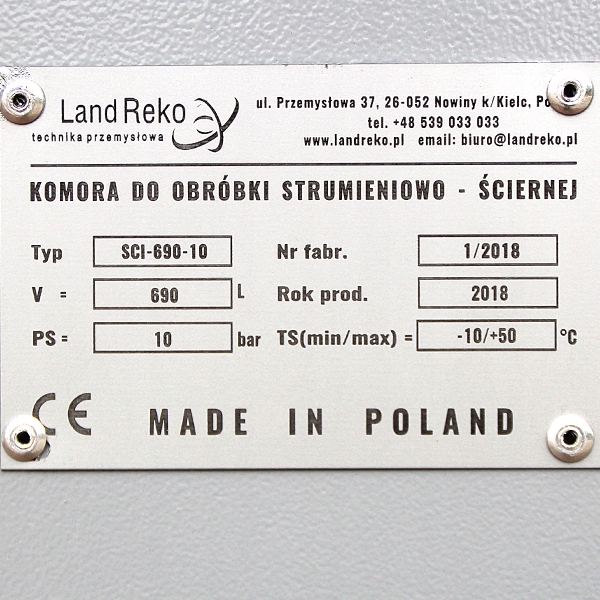 Land Reko
technika przemysłowa
ul. Przemysłowa 37, 26-052 Nowiny k/Kielc, Po
tel. +48 539 033 033
www.landreko.pl email: biuro@landreko.pl
KOMORA DO OBRÓBKI STRUMIENIOWO - ŚCIERNEJ
Typ SCI-690-10 Nr fabr. 1/2018
V = 690 L Rok prod. 2018
PS = 10 bar TS(min/max) = -10/+50 °C
CE MADE IN POLAND